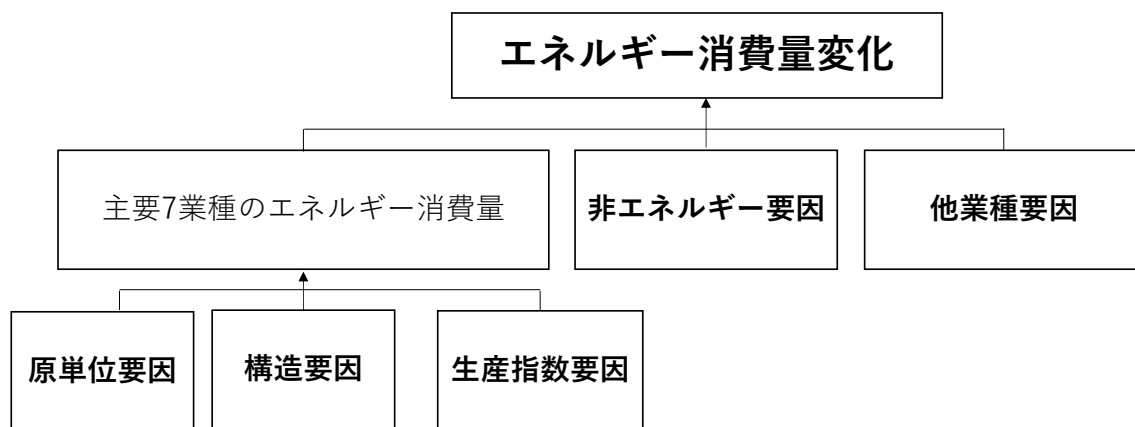 エネルギー消費量変化
主要7業種のエネルギー消費量
非エネルギー要因
他業種要因
原単位要因
構造要因
生産指数要因